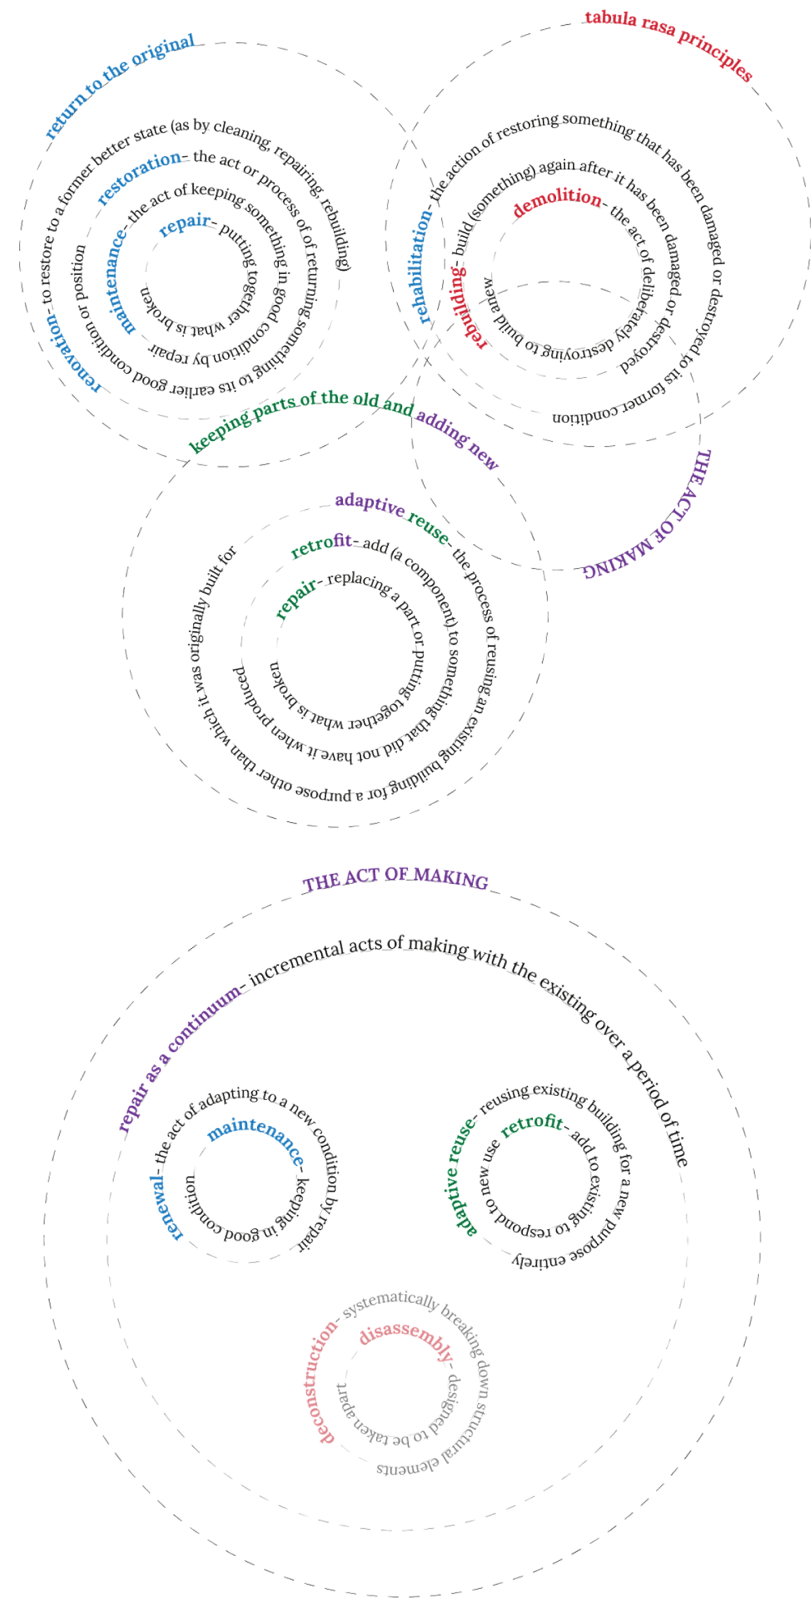 return to the original
renovation- to restore to a former better state (as by cleaning, repairing, rebuilding)
restoration- the act or process of of returning something to its earlier good condition or position
maintenance- the act of keeping something in good condition by repair
repair- putting together what is broken
tabula rasa principles
rehabilitation- the action of restoring something that has been damaged or destroyed to its former condition
rebuilding- build (something) again after it has been damaged or destroyed
demolition- the act of deliberately destroying to build anew
keeping parts of the old and adding new
THE ACT OF MAKING
adaptive reuse- the process of reusing an existing building for a purpose other than which it was originally built for
retrofit- add (a component) to something that did not have it when produced
repair- replacing a part or putting together what is broken
THE ACT OF MAKING
repair as a continuum- incremental acts of making with the existing over a period of time
renewal- the act of adapting to a new condition by repair
maintenance- keeping in good condition
adaptive reuse- reusing existing building for a new purpose entirely
retrofit- add to existing to respond to new use
deconstruction- systematically breaking down structural elements
disassembly- designed to be taken apart